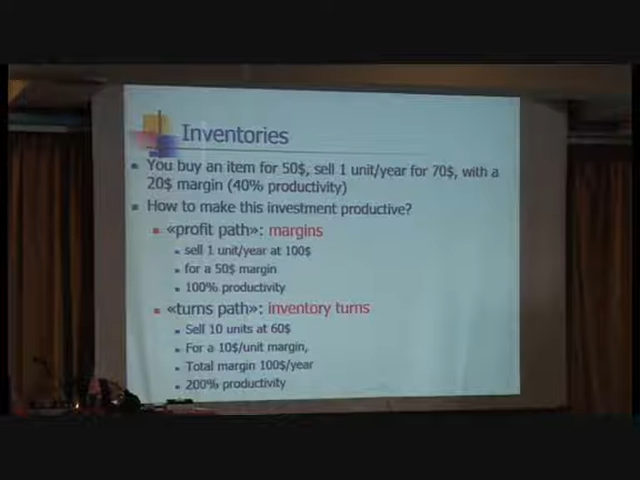 Inventories
You buy an item for 50$, sell 1 unit/year for 70$, with a
20$ margin (40% productivity)
How to make this investment productive?
«profit path»: margins
sell 1 unit/year at 100$
for a 50$ margin
100% productivity
«turns path»: inventory turns
Sell 10 units at 60$
For a 10$/unit margin,
Total margin 100$/year
200% productivity